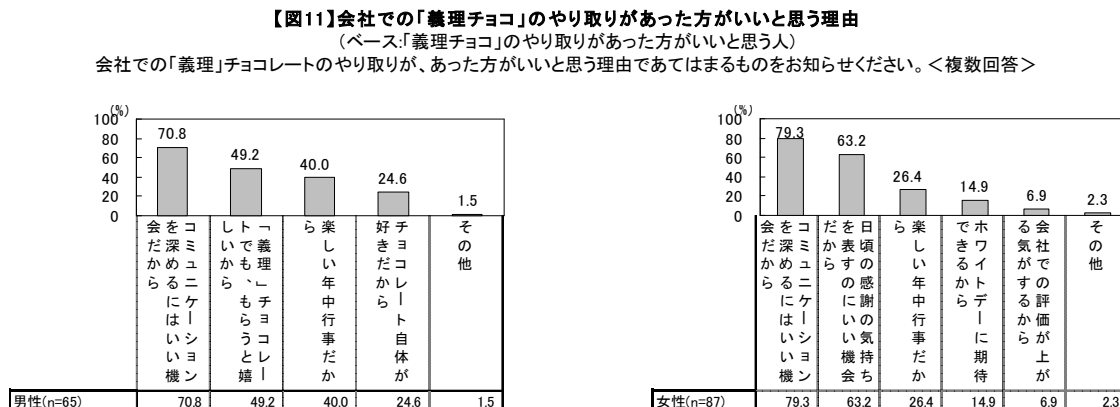 【図11】会社での「義理チョコ」のやり取りがあった方がいいと思う理由
(ベース:「義理チョコ」のやり取りがあった方がいいと思う人)
会社での「義理」チョコレートのやり取りが、あった方がいいと思う理由であてはまるものをお知らせください。＜複数回答＞
(%)
100
80
60
40
20
0
70.8
49.2
40.0
24.6
1.5
コミュニケーション
を深めるにはいい機
会だから
「義理」チョコレー
トでも、もらうと嬉
しいから
楽しい年中行事だか
ら
チョコレート自体が
好きだから
その他
男性(n=65) 70.8 49.2 40.0 24.6 1.5
(%)
100
80
60
40
20
0
79.3
63.2
26.4
14.9
6.9
2.3
コミュニケーション
を深めるにはいい機
会だから
日頃の感謝の気持ち
を表すのにいい機会
だから
楽しい年中行事だか
ら
ホワイトデーに期待
できるから
会社での評価が上が
る気がするから
その他
女性(n=87) 79.3 63.2 26.4 14.9 6.9 2.3